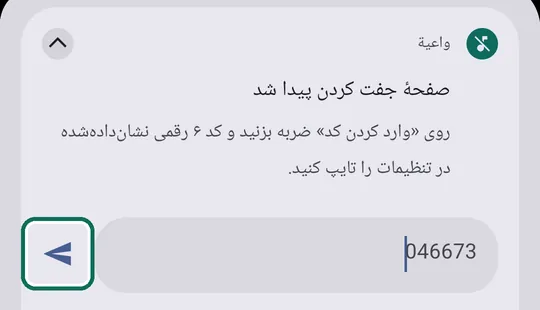 واعية
صفحهٔ جفت کردن پیدا شد
روی «وارد کردن کد» ضربه بزنید و کد ۶ رقمی نشان‌داده‌شده
در تنظیمات را تایپ کنید.
046673